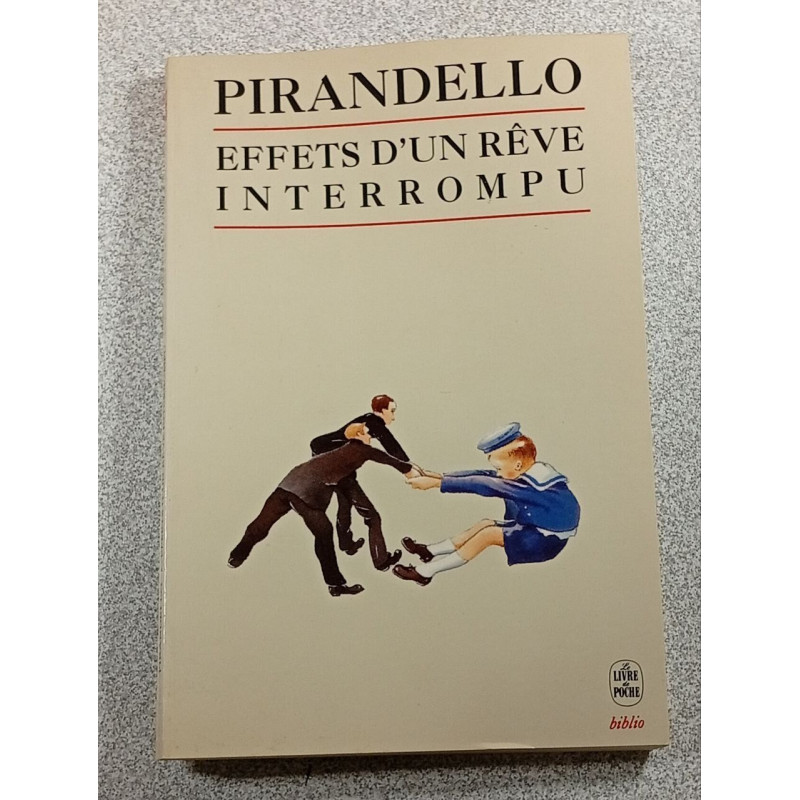 PIRANDELLO
EFFETS D'UN RÊVE
INTERROMPU
Le
LIVRE
de
POCHE
biblio